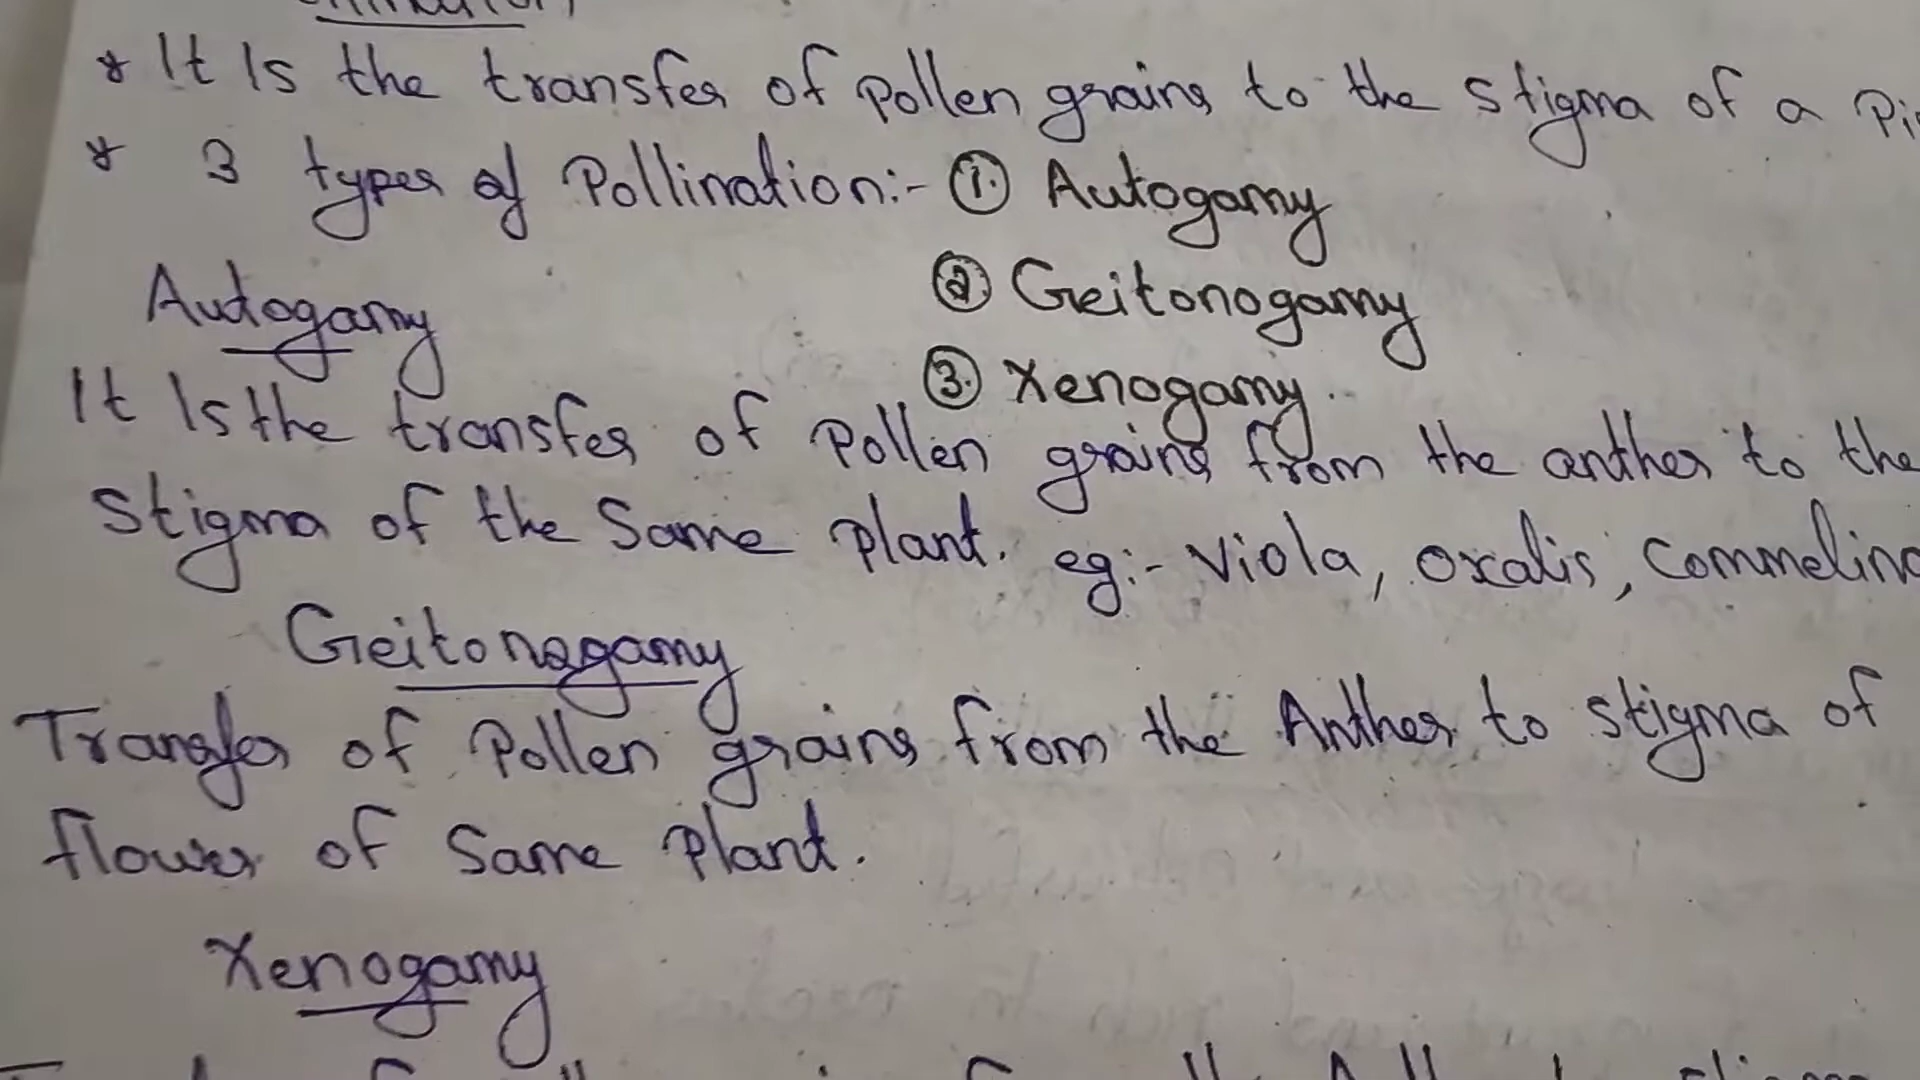 * It Is the transfer of Pollen grains to the stigma of a
* 3 types of Pollination:- ① Autogamy
② Geitonogamy
③ Xenogamy.
Autogamy
It Is the transfer of Pollen grains from the anther to the
Stigma of the Same Plant. eg:- Viola, Oxalis, Commelina
Geitonogamy
Transfer of Pollen grains from the Anther to stigma of
flower of Same Plant.
Xenogamy